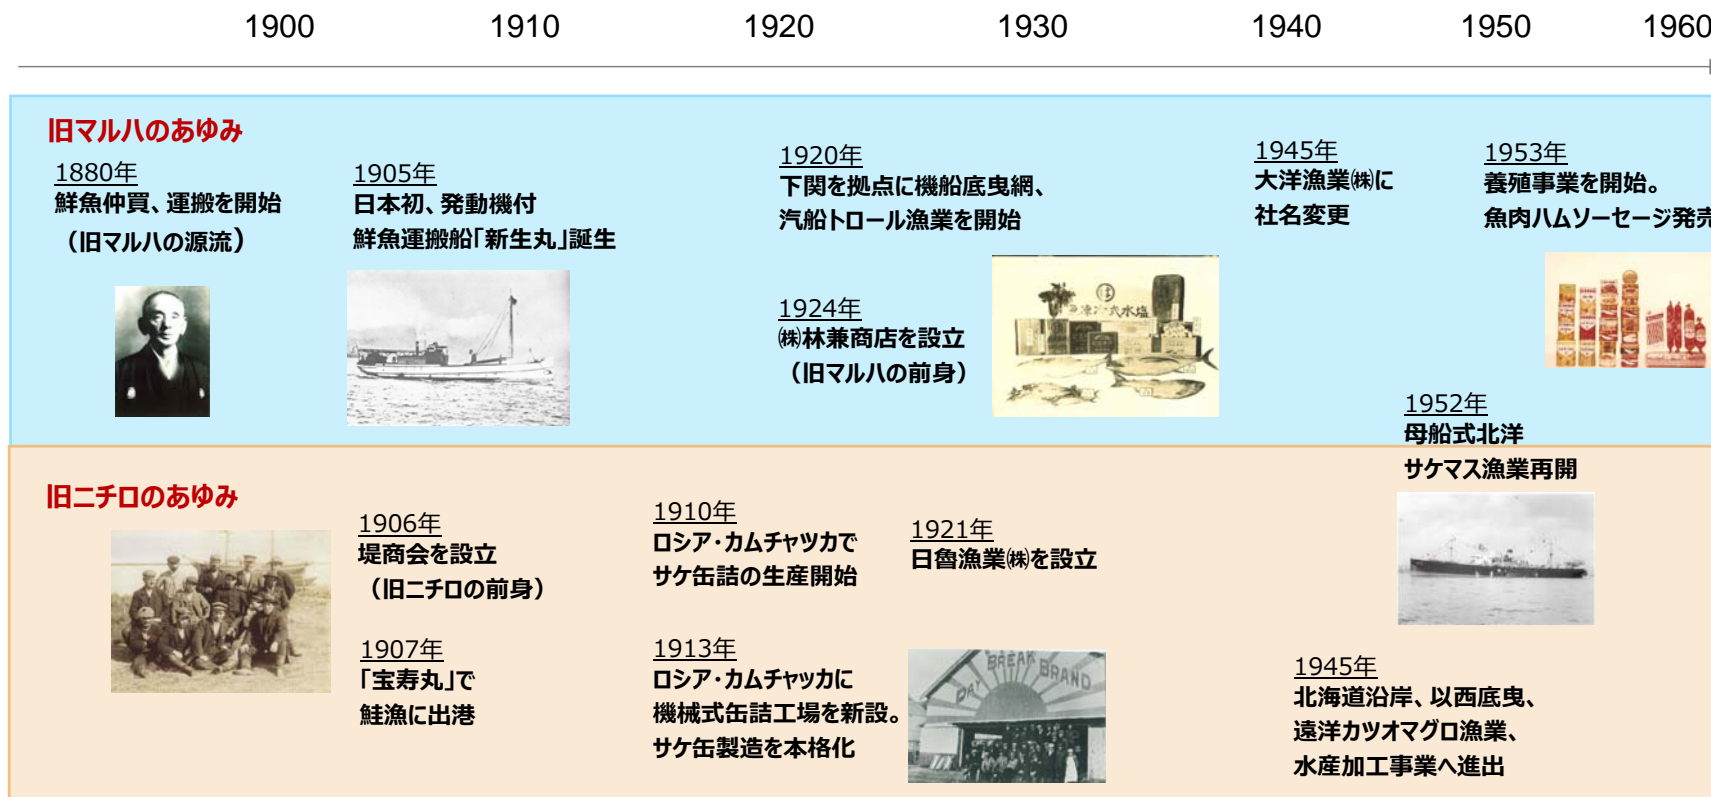 1900 1910 1920 1930 1940 1950 1960
旧マルハのあゆみ
1880年
鮮魚仲買、運搬を開始
（旧マルハの源流）
1905年
日本初、発動機付
鮮魚運搬船「新生丸」誕生
1920年
下関を拠点に機船底曳網、
汽船トロール漁業を開始
1924年
㈱林兼商店を設立
（旧マルハの前身）
1945年
大洋漁業㈱に
社名変更
1953年
養殖事業を開始。
魚肉ハムソーセージ発売
1952年
母船式北洋
サケマス漁業再開
旧ニチロのあゆみ
1906年
堤商会を設立
（旧ニチロの前身）
1907年
「宝寿丸」で
鮭漁に出港
1910年
ロシア・カムチャツカで
サケ缶詰の生産開始
1913年
ロシア・カムチャッカに
機械式缶詰工場を新設。
サケ缶製造を本格化
1921年
日魯漁業㈱を設立
DAY BREAK BRAND
1945年
北海道沿岸、以西底曳、
遠洋カツオマグロ漁業、
水産加工事業へ進出